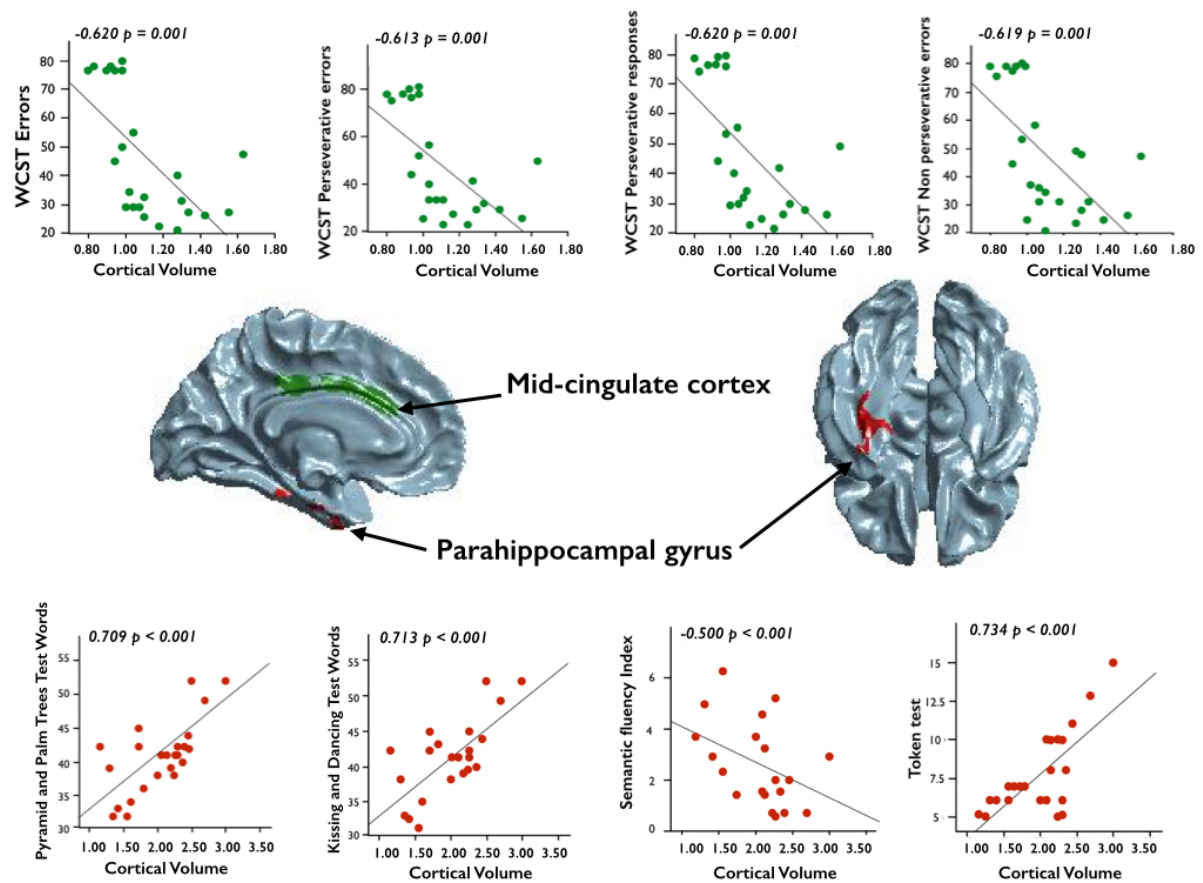 -0.620 p = 0.001
WCST Errors
90
80
70
60
50
40
30
20
0.80 1.00 1.20 1.40 1.60 1.80
Cortical Volume
-0.613 p = 0.001
WCST Perseverative errors
100
80
60
40
20
0.80 1.00 1.20 1.40 1.60 1.80
Cortical Volume
-0.620 p = 0.001
WCST Perseverative responses
80
70
60
50
40
30
20
0.80 1.00 1.20 1.40 1.60 1.80
Cortical Volume
-0.619 p = 0.001
WCST Non perseverative errors
90
80
70
60
50
40
30
20
0.80 1.00 1.20 1.40 1.60 1.80
Cortical Volume
Mid-cingulate cortex
Parahippocampal gyrus
0.709 p < 0.001
Pyramid and Palm Trees Test Words
55
50
45
40
35
30
1.00 1.50 2.00 2.50 3.00 3.50
Cortical Volume
0.713 p < 0.001
Kissing and Dancing Test Words
55
50
45
40
35
30
1.00 1.50 2.00 2.50 3.00 3.50
Cortical Volume
-0.500 p < 0.001
Semantic fluency Index
6
4
2
0
1.00 1.50 2.00 2.50 3.00 3.50
Cortical Volume
0.734 p < 0.001
Token test
15
12.5
10
7.5
5
1.00 1.50 2.00 2.50 3.00 3.50
Cortical Volume